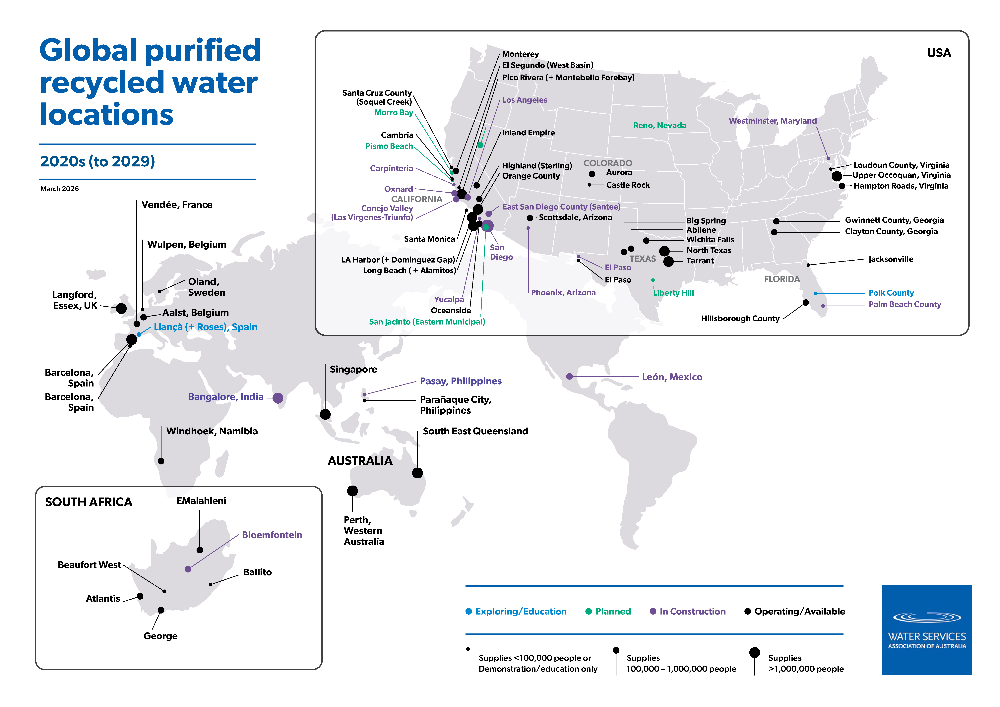 Global purified
recycled water
locations
2020s (to 2029)
March 2026
USA
Monterey
El Segundo (West Basin)
Pico Rivera (+ Montebello Forebay)
Santa Cruz County
(Soquel Creek)
Los Angeles
Morro Bay
Westminster, Maryland
Reno, Nevada
Cambria
Inland Empire
Pismo Beach
Carpinteria
Highland (Sterling)
Orange County
COLORADO
Aurora
Castle Rock
Loudoun County, Virginia
Upper Occoquan, Virginia
Hampton Roads, Virginia
Oxnard
CALIFORNIA
Conejo Valley
(Las Virgenes-Triunfo)
East San Diego County (Santee)
Scottsdale, Arizona
Big Spring
Abilene
Wichita Falls
North Texas
Tarrant
TEXAS
Gwinnett County, Georgia
Clayton County, Georgia
Santa Monica
San
Diego
LA Harbor (+ Dominguez Gap)
Long Beach ( + Alamitos)
El Paso
El Paso
Jacksonville
FLORIDA
Phoenix, Arizona
Liberty Hill
Polk County
Palm Beach County
Yucaipa
Oceanside
San Jacinto (Eastern Municipal)
Hillsborough County
Vendée, France
Wulpen, Belgium
Oland,
Sweden
Langford,
Essex, UK
Aalst, Belgium
Llançà (+ Roses), Spain
Barcelona,
Spain
Barcelona,
Spain
Singapore
Pasay, Philippines
León, Mexico
Bangalore, India
Parañaque City,
Philippines
Windhoek, Namibia
South East Queensland
AUSTRALIA
Perth,
Western
Australia
SOUTH AFRICA
EMalahleni
Bloemfontein
Beaufort West
Ballito
Atlantis
George
Exploring/Education
Planned
In Construction
Operating/Available
Supplies <100,000 people or
Demonstration/education only
Supplies
100,000 – 1,000,000 people
Supplies
>1,000,000 people
WATER SERVICES
ASSOCIATION OF AUSTRALIA